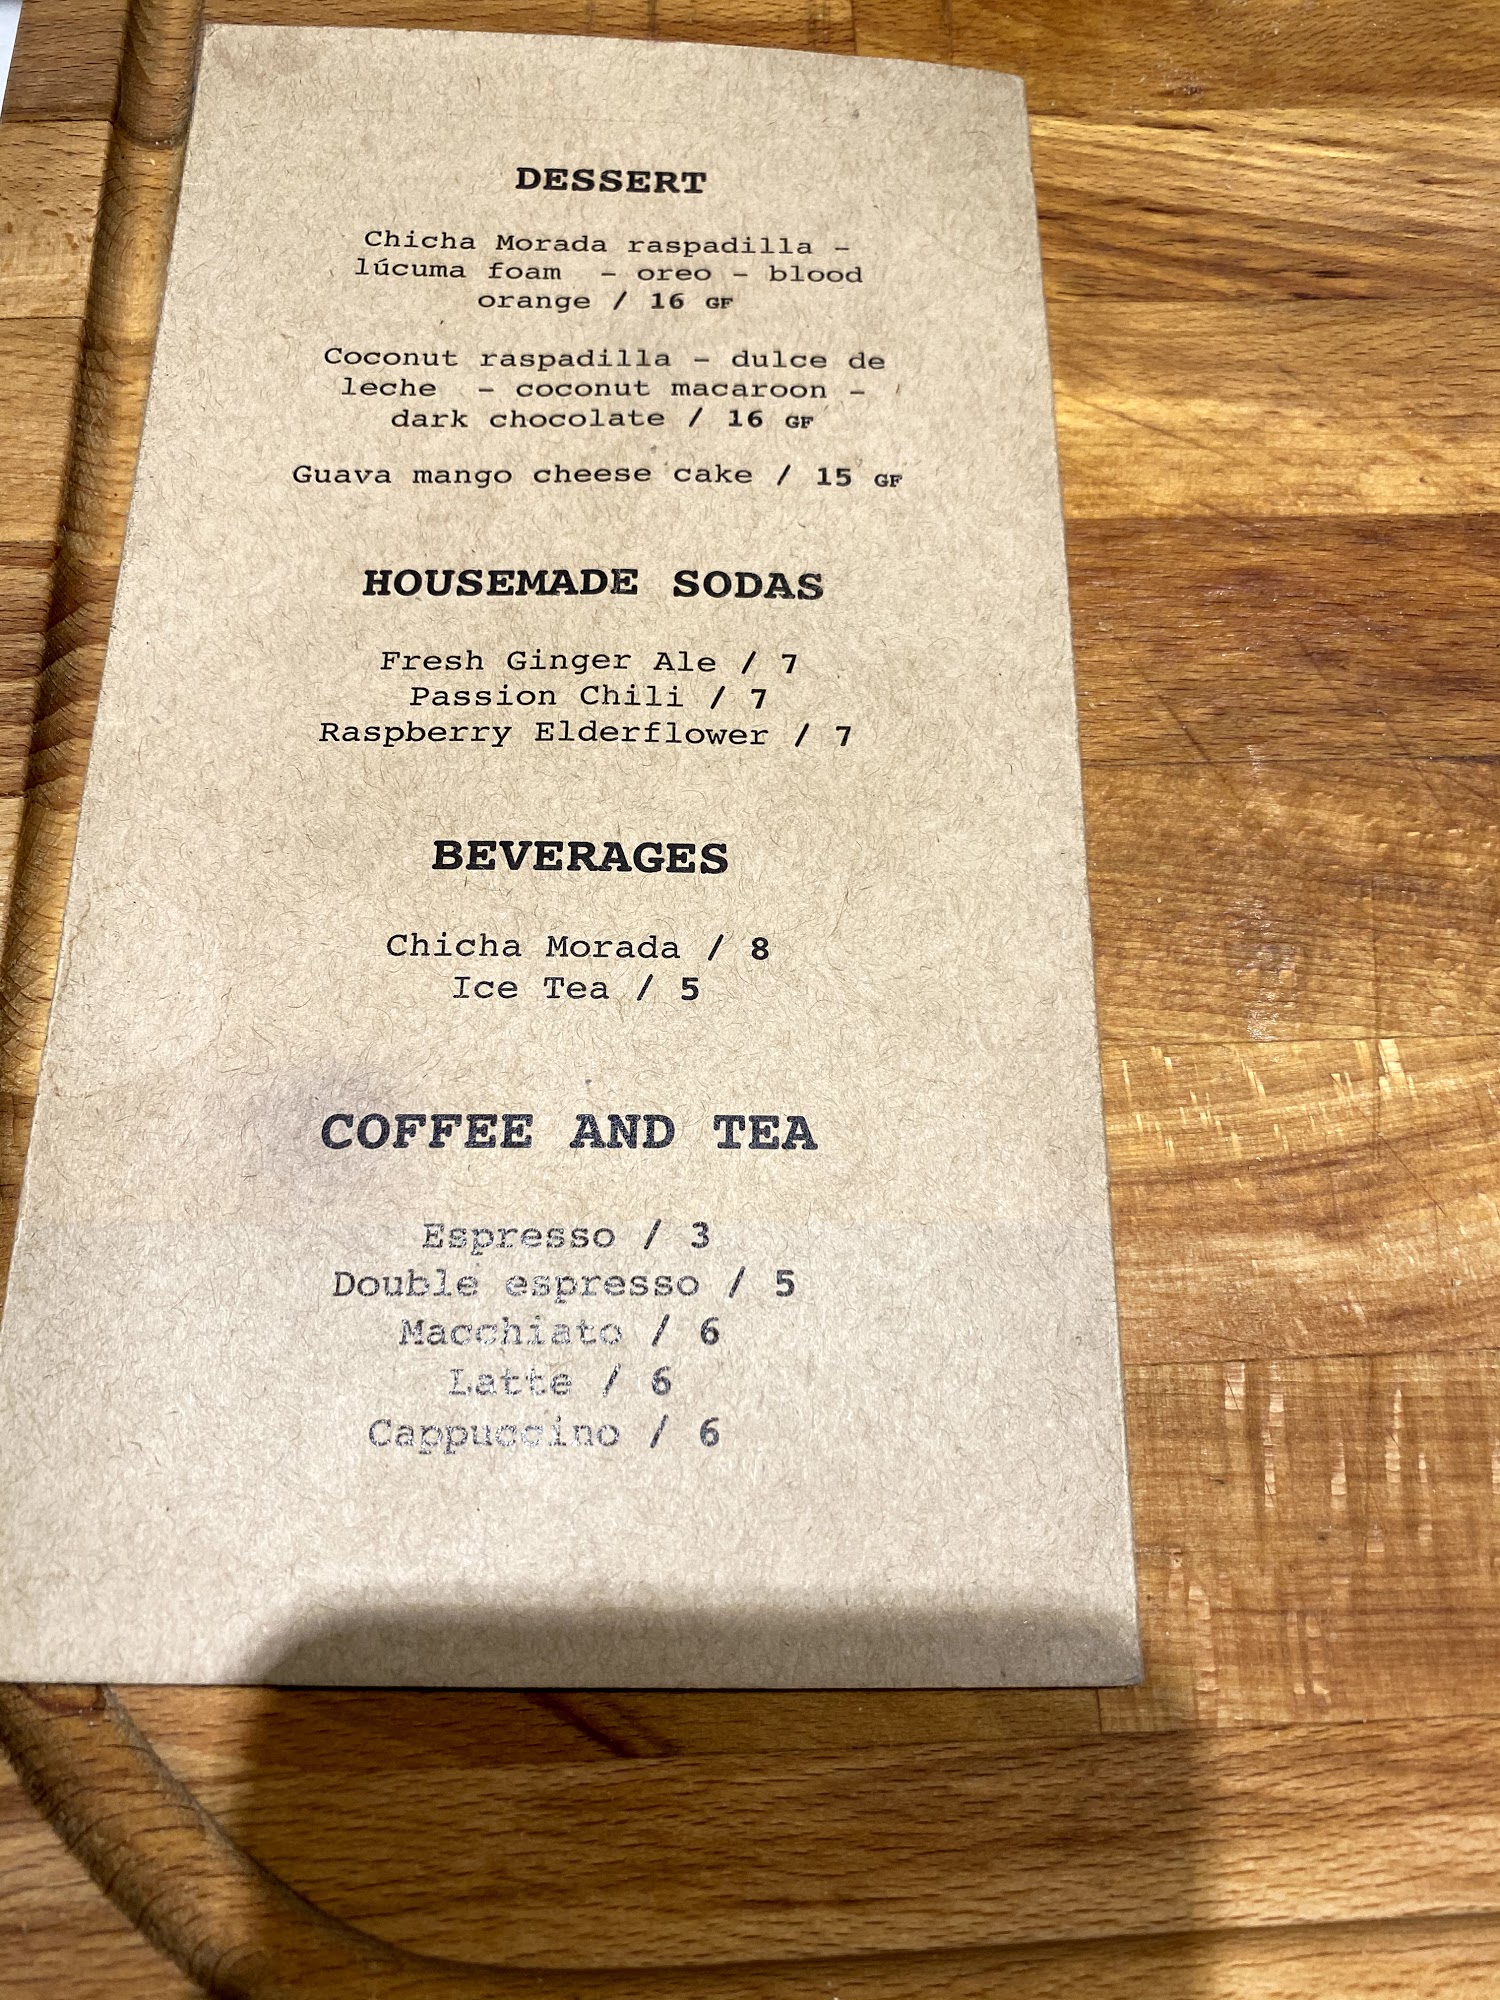 DESSERT
Chicha Morada raspadilla –
lúcuma foam – oreo – blood
orange / 16 GF
Coconut raspadilla – dulce de
leche – coconut macaroon –
dark chocolate / 16 GF
Guava mango cheese cake / 15 GF
HOUSEMADE SODAS
Fresh Ginger Ale / 7
Passion Chili / 7
Raspberry Elderflower / 7
BEVERAGES
Chicha Morada / 8
Ice Tea / 5
COFFEE AND TEA
Espresso / 3
Double espresso / 5
Macchiato / 6
Latte / 6
Cappuccino / 6